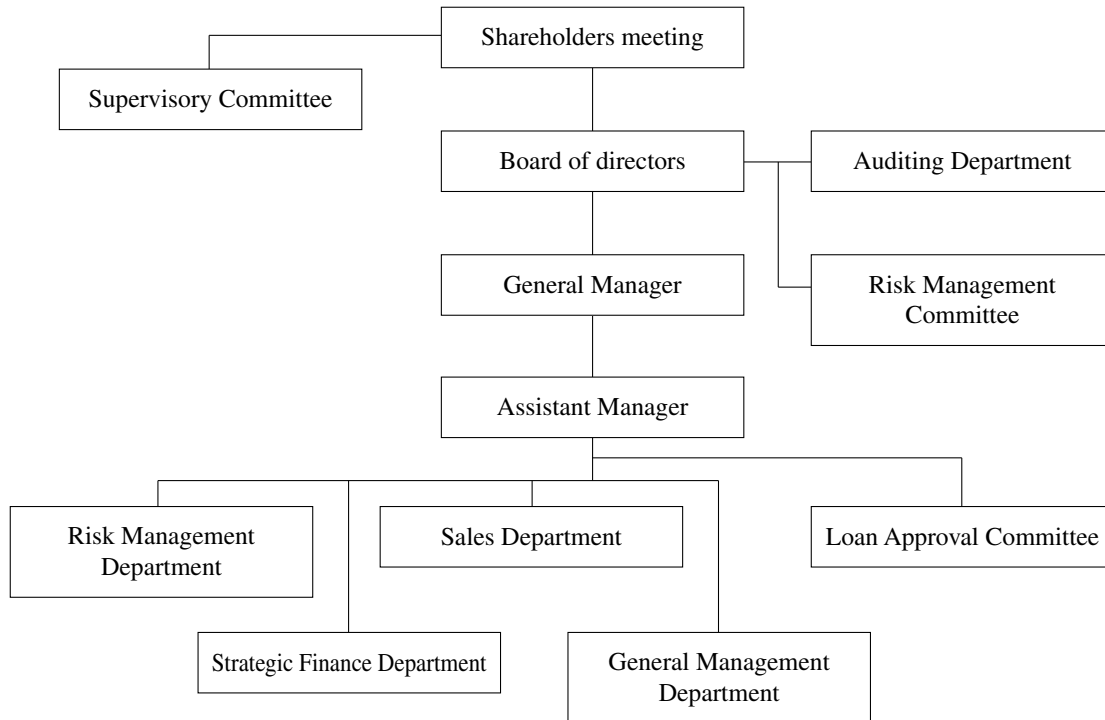 Shareholders meeting
Supervisory Committee
Board of directors
Auditing Department
General Manager
Risk Management
Committee
Assistant Manager
Risk Management
Department
Sales Department
Loan Approval Committee
Strategic Finance Department
General Management
Department